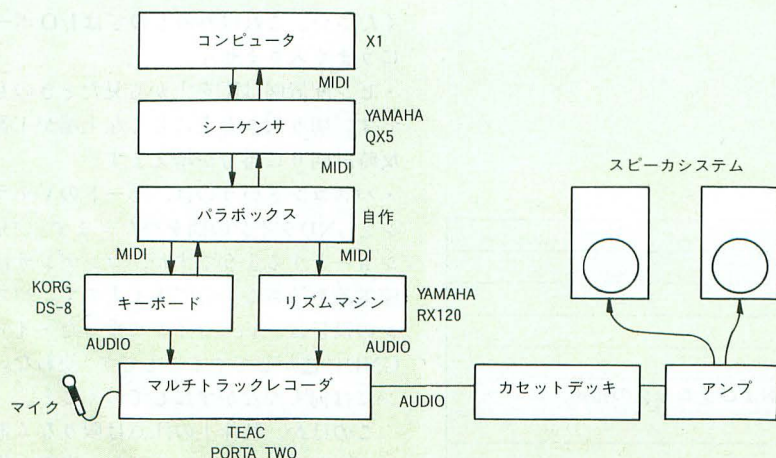 コンピュータ
X1
MIDI
シーケンサ
YAMAHA
QX5
MIDI
パラボックス
自作
MIDI
MIDI
KORG
DS-8
キーボード
リズムマシン
YAMAHA
RX120
AUDIO
AUDIO
マイク
マルチトラックレコーダ
TEAC
PORTA TWO
AUDIO
カセットデッキ
アンプ
スピーカシステム